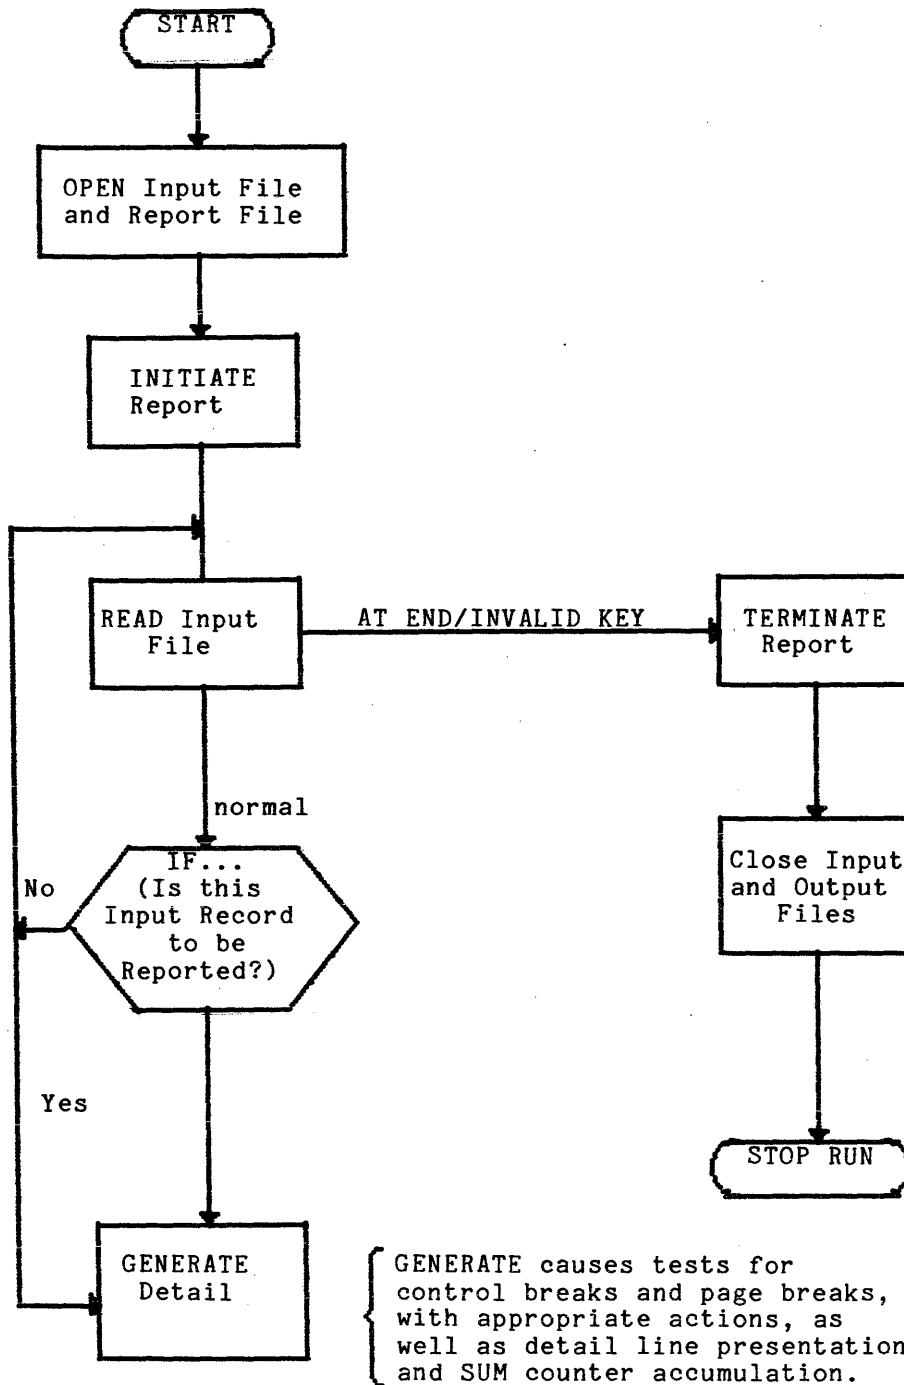 START
OPEN Input File
and Report File
INITIATE
Report
READ Input
File
AT END/INVALID KEY
TERMINATE
Report
normal
IF...
(Is this
Input Record
to be
Reported?)
No
Close Input
and Output
Files
Yes
STOP RUN
GENERATE
Detail
GENERATE causes tests for
control breaks and page breaks,
with appropriate actions, as
well as detail line presentation
and SUM counter accumulation.